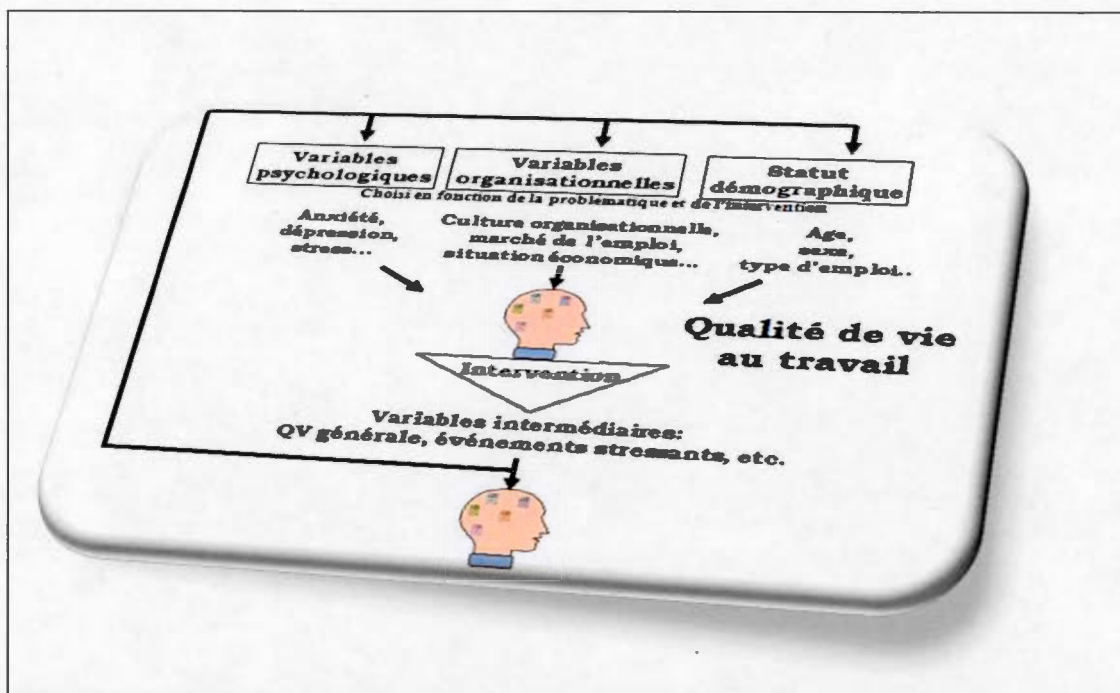 Variables
psychologiques
Variables
organisationnelles
Statut
démographique
Choisi en fonction de la problématique et de l'intervention
Anxiété,
dépression,
stress...
Culture organisationnelle,
marché de l'emploi,
situation économique...
Age,
sexe,
type d'emploi..
Qualité de vie
au travail
Intervention
Variables intermédiaires:
QV générale, événements stressants, etc.